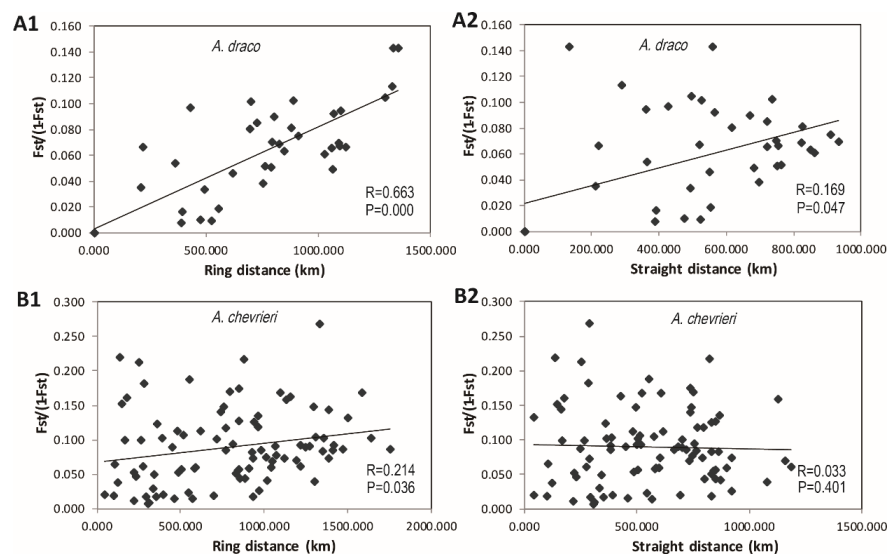 A1
A. draco
0.160
0.140
0.120
0.100
0.080
0.060
0.040
0.020
0.000
Fst/(1-Fst)
R=0.663
P=0.000
0.000 500.000 1000.000 1500.000
Ring distance (km)
A2
A. draco
0.160
0.140
0.120
0.100
0.080
0.060
0.040
0.020
0.000
Fst/(1-Fst)
R=0.169
P=0.047
0.000 200.000 400.000 600.000 800.000 1000.000
Straight distance (km)
B1
A. chevrieri
0.300
0.250
0.200
0.150
0.100
0.050
0.000
Fst/(1-Fst)
R=0.214
P=0.036
0.000 500.000 1000.000 1500.000 2000.000
Ring distance (km)
B2
A. chevrieri
0.300
0.250
0.200
0.150
0.100
0.050
0.000
Fst/(1-Fst)
R=0.033
P=0.401
0.000 500.000 1000.000 1500.000
Straight distance (km)